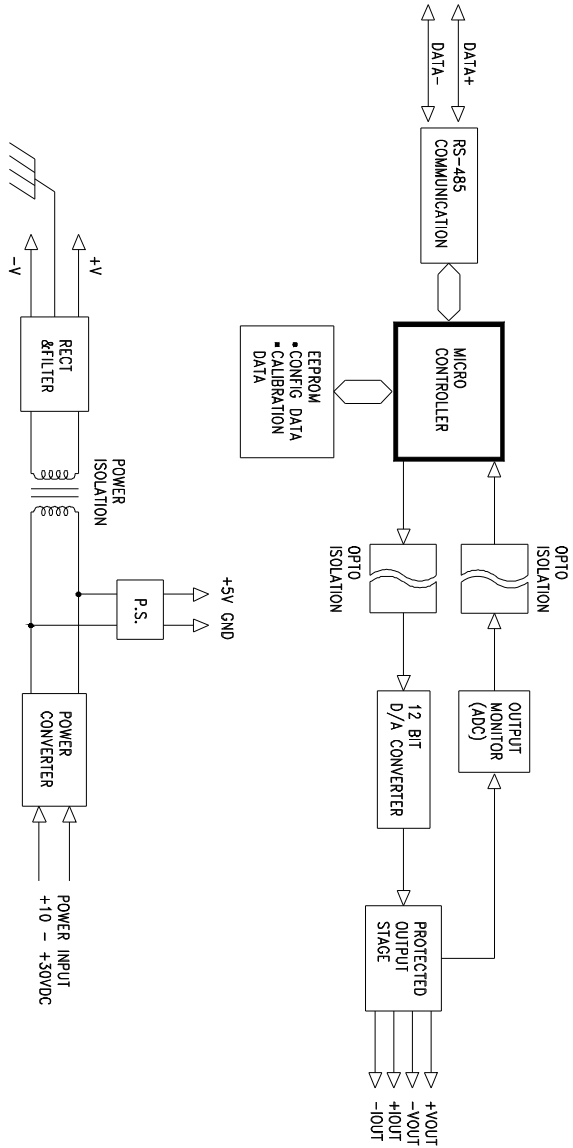 DATA+
DATA-
RS-485
COMMUNICATION
MICRO
CONTROLLER
EEPROM
• CONFIG DATA
▪ CALIBRATION
DATA
OPTO
ISOLATION
OPTO
ISOLATION
OUTPUT
MONITOR
(ADC)
12 BIT
D/A CONVERTER
PROTECTED
OUTPUT
STAGE
+VOUT
-VOUT
+IOUT
-IOUT
+V
-V
RECT
&FILTER
POWER
ISOLATION
+5V
GND
P.S.
POWER
CONVERTER
POWER INPUT
+10 - +30VDC